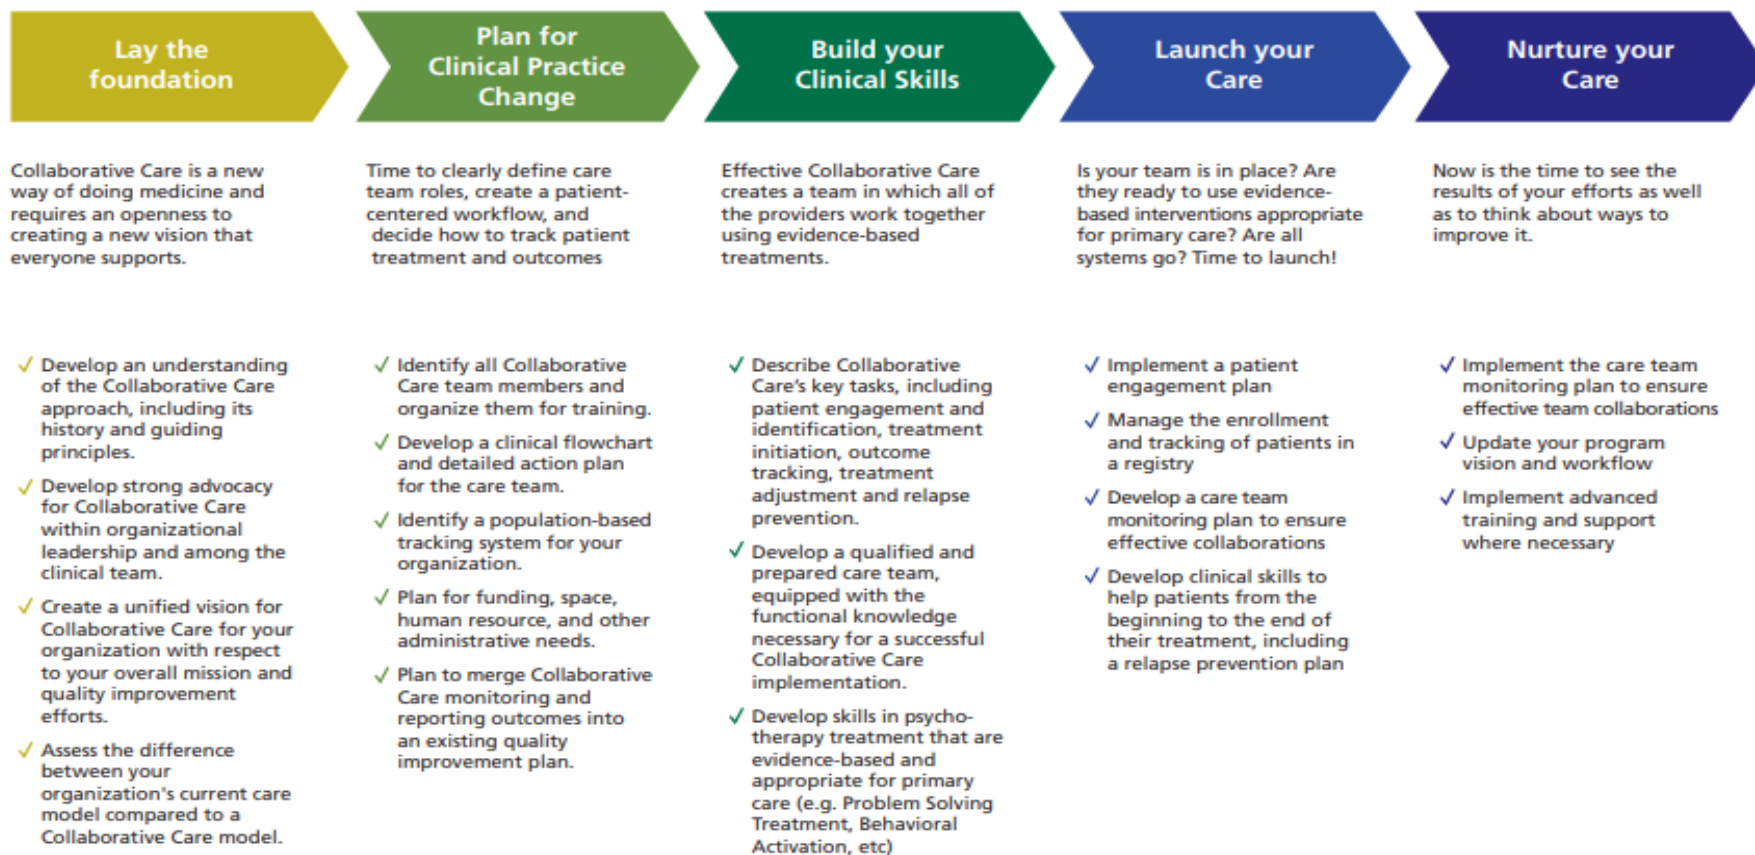 Lay the
foundation
Plan for
Clinical Practice
Change
Build your
Clinical Skills
Launch your
Care
Nurture your
Care
Collaborative Care is a new
way of doing medicine and
requires an openness to
creating a new vision that
everyone supports.
Time to clearly define care
team roles, create a patient-
centered workflow, and
decide how to track patient
treatment and outcomes
Effective Collaborative Care
creates a team in which all of
the providers work together
using evidence-based
treatments.
Is your team is in place? Are
they ready to use evidence-
based interventions appropriate
for primary care? Are all
systems go? Time to launch!
Now is the time to see the
results of your efforts as well
as to think about ways to
improve it.
✓ Develop an understanding
of the Collaborative Care
approach, including its
history and guiding
principles.
✓ Develop strong advocacy
for Collaborative Care
within organizational
leadership and among the
clinical team.
✓ Create a unified vision for
Collaborative Care for your
organization with respect
to your overall mission and
quality improvement
efforts.
✓ Assess the difference
between your
organization's current care
model compared to a
Collaborative Care model.
✓ Identify all Collaborative
Care team members and
organize them for training.
✓ Develop a clinical flowchart
and detailed action plan
for the care team.
✓ Identify a population-based
tracking system for your
organization.
✓ Plan for funding, space,
human resource, and other
administrative needs.
✓ Plan to merge Collaborative
Care monitoring and
reporting outcomes into
an existing quality
improvement plan.
✓ Describe Collaborative
Care's key tasks, including
patient engagement and
identification, treatment
initiation, outcome
tracking, treatment
adjustment and relapse
prevention.
✓ Develop a qualified and
prepared care team,
equipped with the
functional knowledge
necessary for a successful
Collaborative Care
implementation.
✓ Develop skills in psycho-
therapy treatment that are
evidence-based and
appropriate for primary
care (e.g. Problem Solving
Treatment, Behavioral
Activation, etc)
✓ Implement a patient
engagement plan
✓ Manage the enrollment
and tracking of patients in
a registry
✓ Develop a care team
monitoring plan to ensure
effective collaborations
✓ Develop clinical skills to
help patients from the
beginning to the end of
their treatment, including
a relapse prevention plan
✓ Implement the care team
monitoring plan to ensure
effective team collaborations
✓ Update your program
vision and workflow
✓ Implement advanced
training and support
where necessary